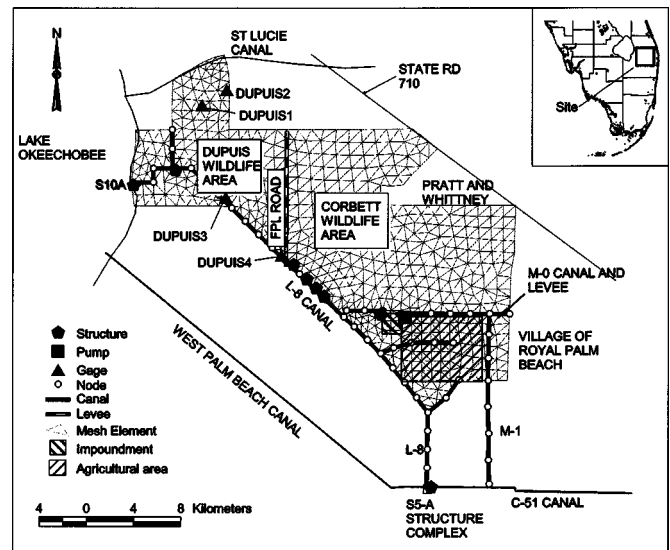 N
ST LUCIE
CANAL
STATE RD
710
Site
DUPUIS2
DUPUIS1
LAKE
OKEECHOBEE
DUPUIS
WILDLIFE
AREA
S10A
FPL ROAD
CORBETT
WILDLIFE
AREA
PRATT AND
WHITTNEY
DUPUIS3
DUPUIS4
L-8 CANAL
M-0 CANAL AND
LEVEE
WEST PALM BEACH CANAL
VILLAGE OF
ROYAL PALM
BEACH
Structure
Pump
Gage
Node
Canal
Levee
Mesh Element
Impoundment
Agricultural area
L-8
M-1
4 0 4 8 Kilometers
S5-A
STRUCTURE
COMPLEX
C-51 CANAL